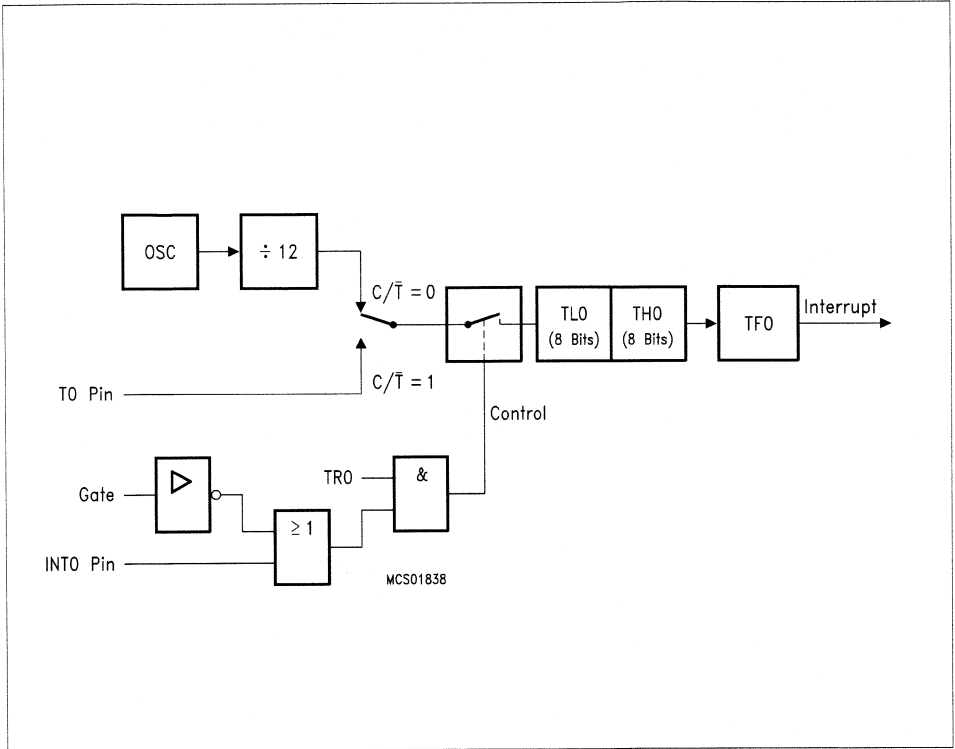 OSC
÷ 12
C/T̅ = 0
TL0
(8 Bits)
TH0
(8 Bits)
TF0
Interrupt
T0 Pin
C/T̅ = 1
Control
Gate
TR0
&
≥ 1
INT0 Pin
MCS01838